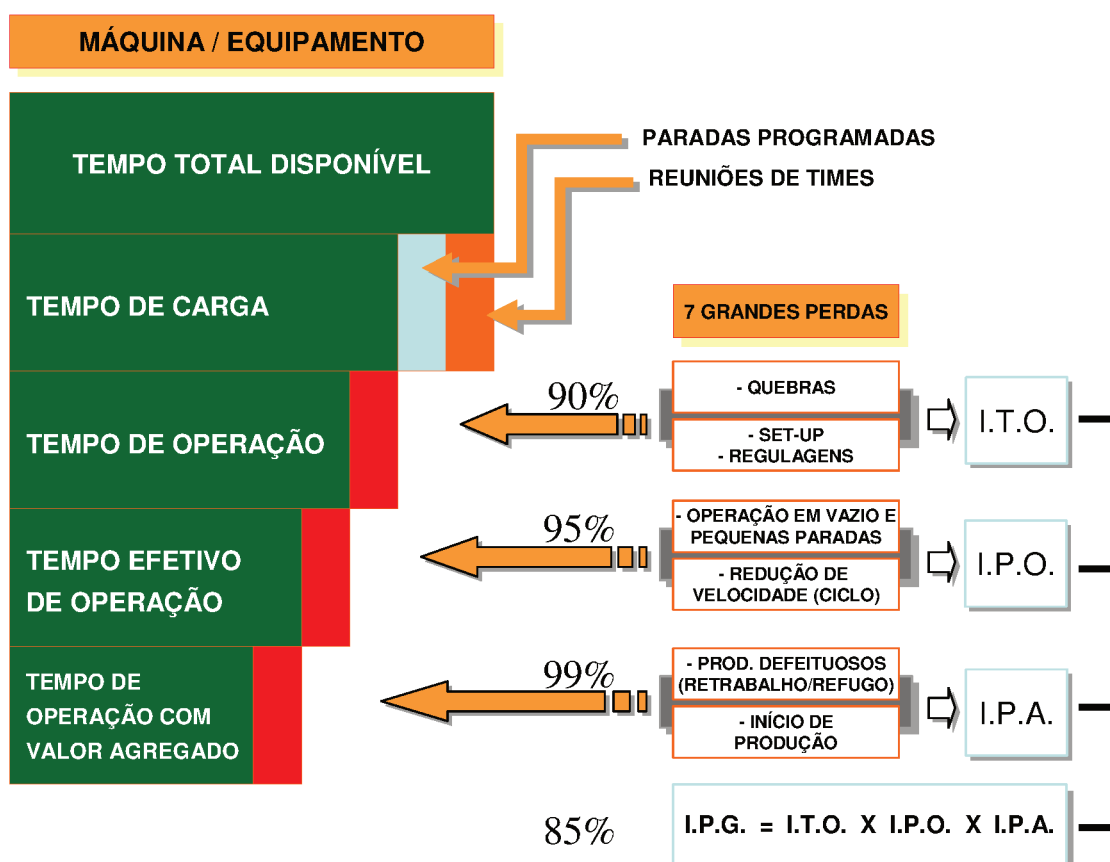 MÁQUINA / EQUIPAMENTO
TEMPO TOTAL DISPONÍVEL
PARADAS PROGRAMADAS
REUNIÕES DE TIMES
TEMPO DE CARGA
7 GRANDES PERDAS
TEMPO DE OPERAÇÃO
90%
- QUEBRAS
- SET-UP
- REGULAGENS
I.T.O.
TEMPO EFETIVO
DE OPERAÇÃO
95%
- OPERAÇÃO EM VAZIO E
PEQUENAS PARADAS
- REDUÇÃO DE
VELOCIDADE (CICLO)
I.P.O.
TEMPO DE
OPERAÇÃO COM
VALOR AGREGADO
99%
- PROD. DEFEITUOSOS
(RETRABALHO/REFUGO)
- INÍCIO DE
PRODUÇÃO
I.P.A.
85%
I.P.G. = I.T.O. X I.P.O. X I.P.A.